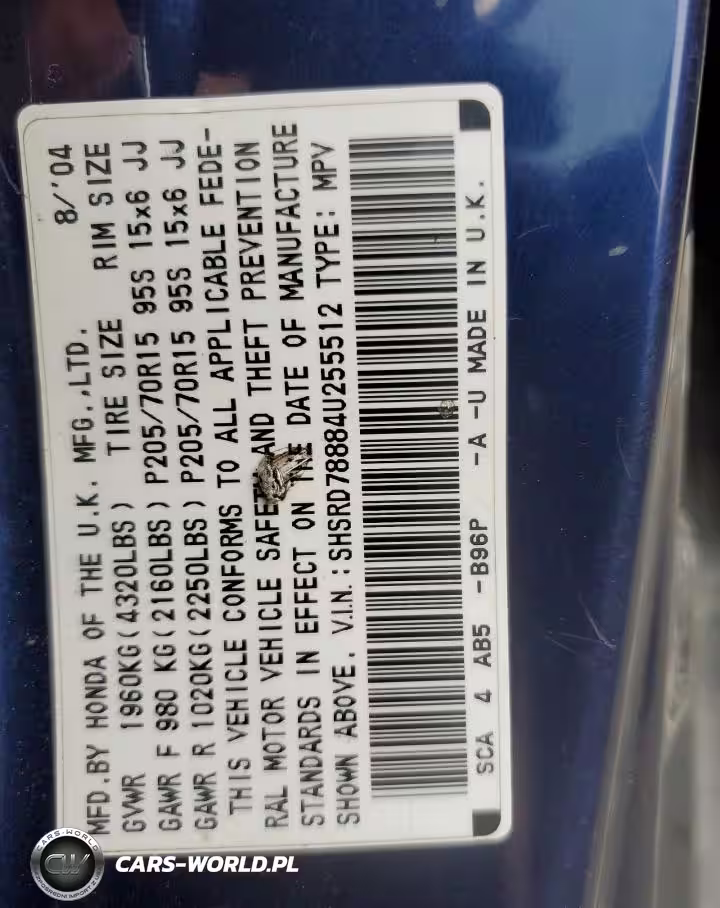 MFD.BY HONDA OF THE U.K. MFG.,LTD. 8/'04
GVWR 1960KG(4320LBS) TIRE SIZE RIM SIZE
GAWR F 980 KG(2160LBS) P205/70R15 95S 15x6 JJ
GAWR R 1020KG(2250LBS) P205/70R15 95S 15x6 JJ
THIS VEHICLE CONFORMS TO ALL APPLICABLE FEDE-
RAL MOTOR VEHICLE SAFETY AND THEFT PREVENTION
STANDARDS IN EFFECT ON THE DATE OF MANUFACTURE
SHOWN ABOVE. V.I.N.:SHSRD78884U255512 TYPE: MPV
SCA 4 AB5 -B96P -A -U MADE IN U.K.
CARS-WORLD
CW
CARS-WORLD.PL